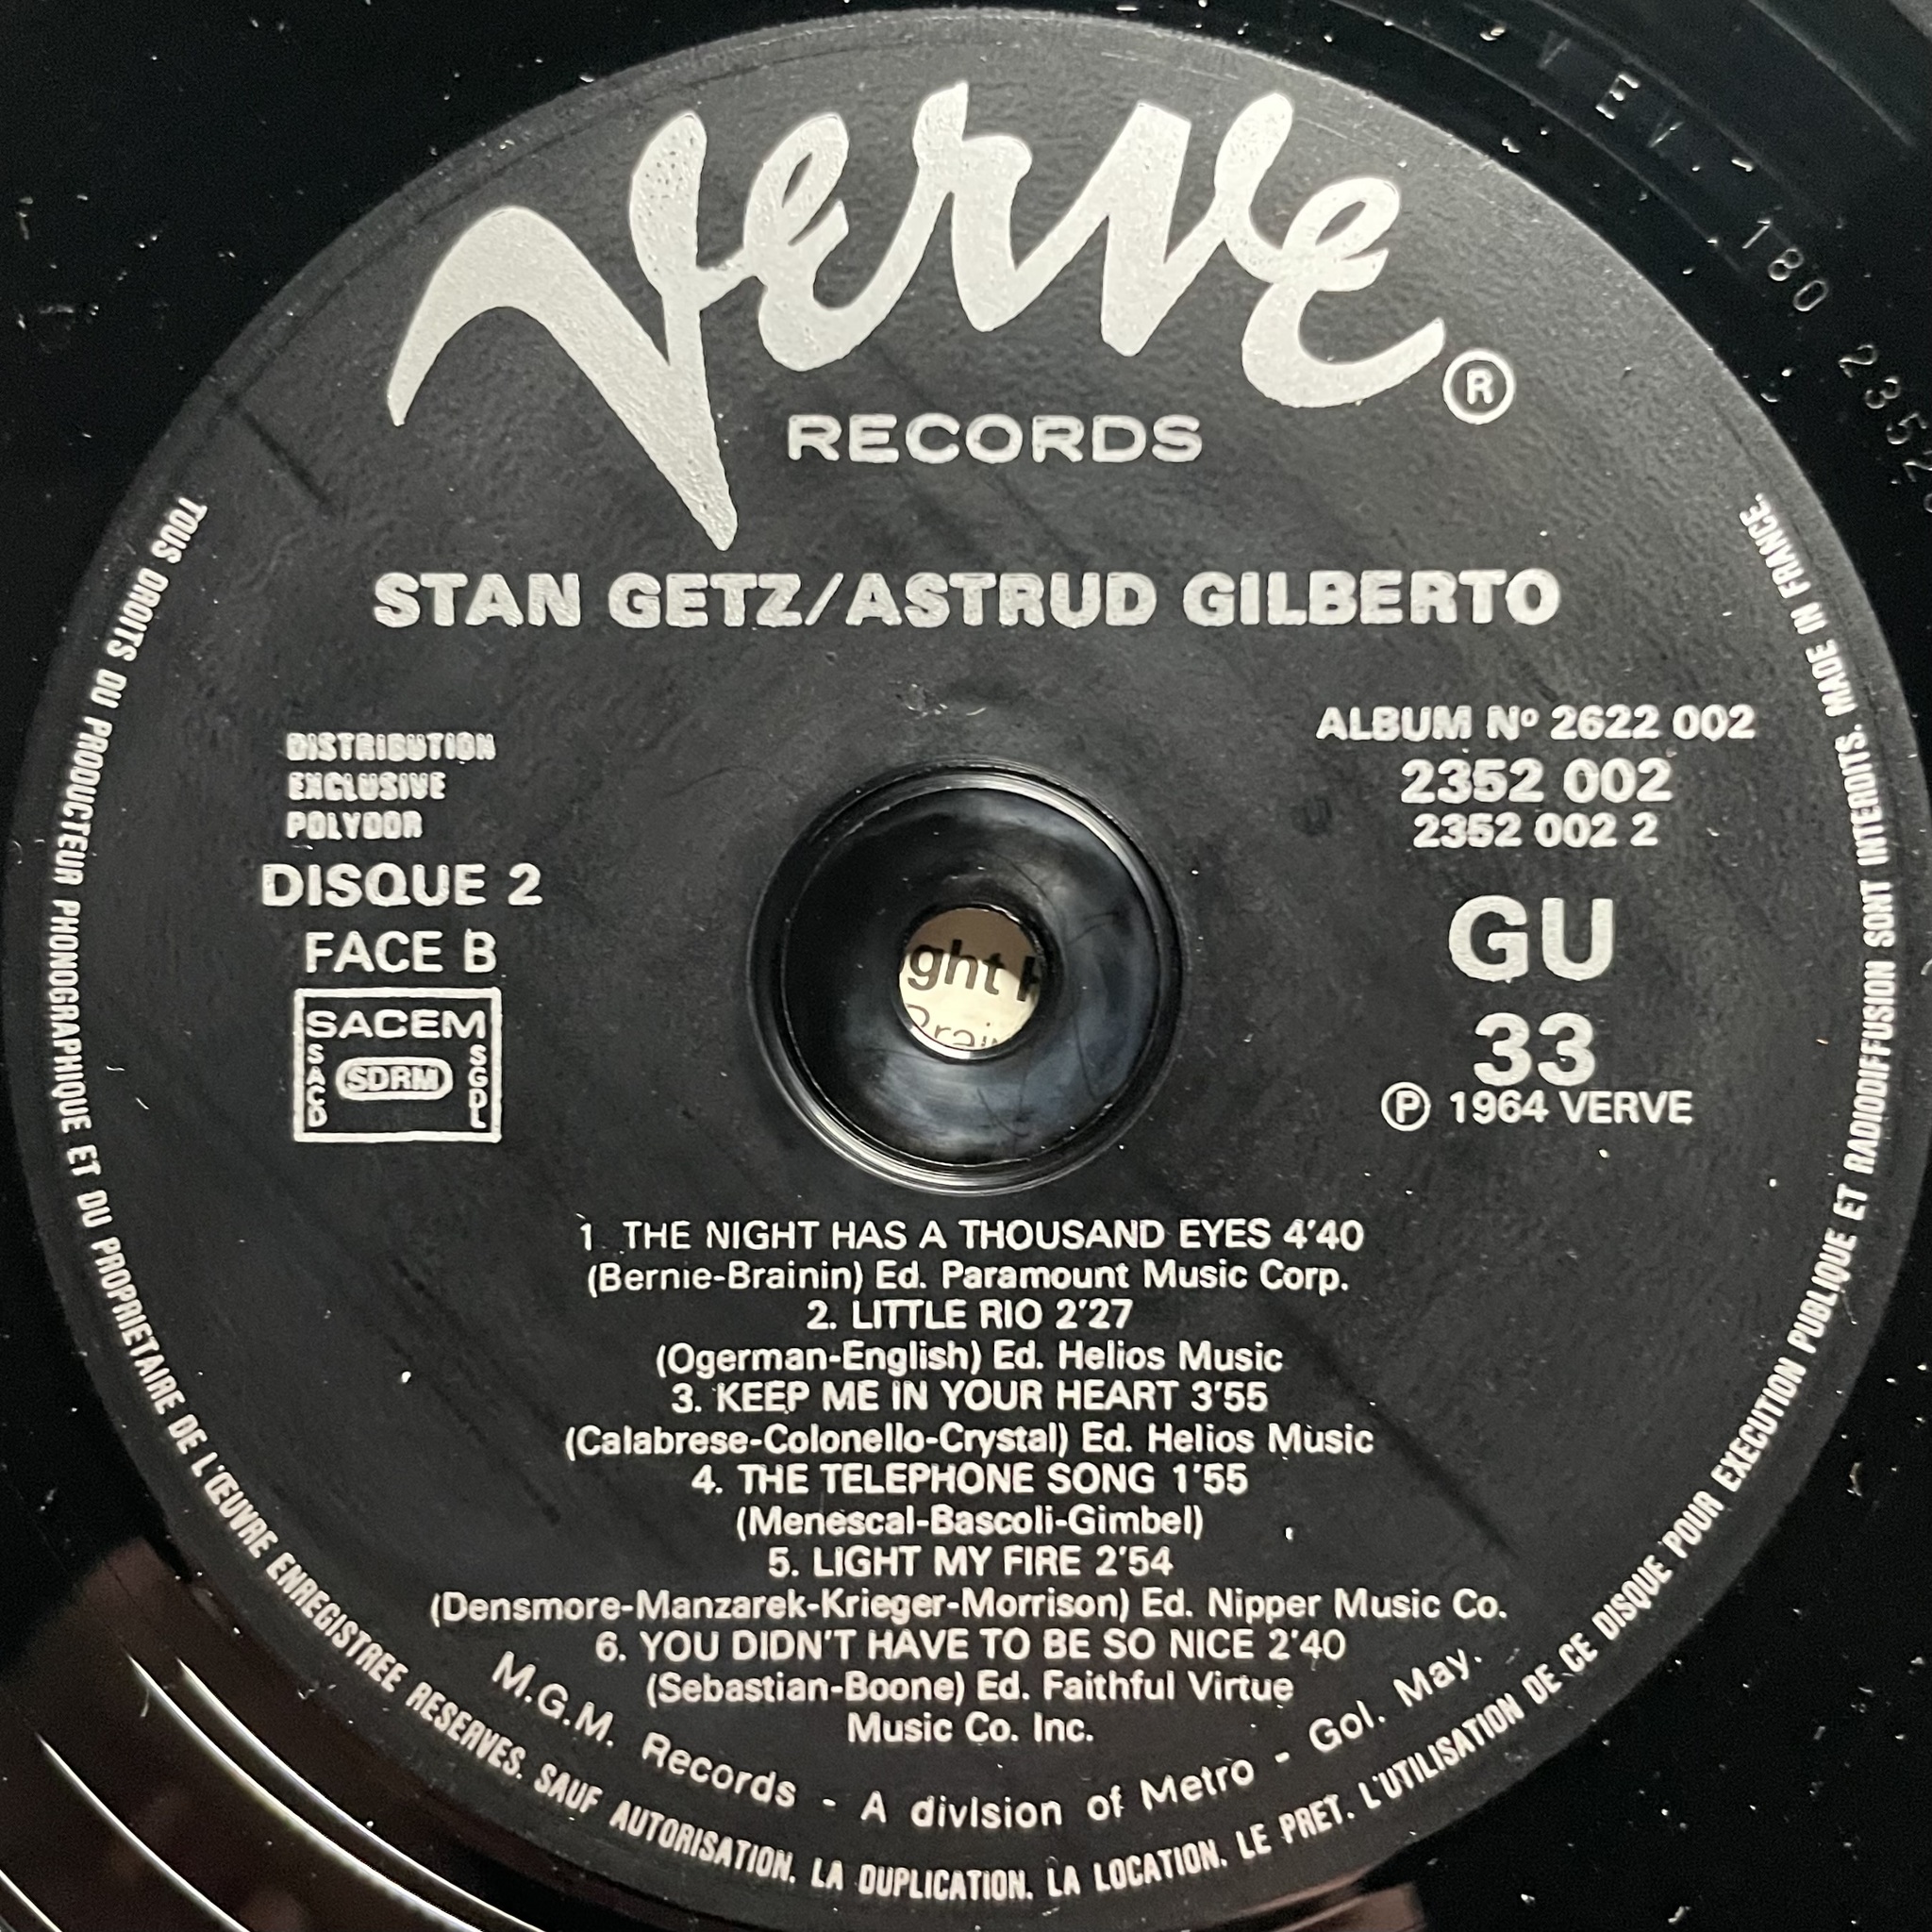 Verve
®
RECORDS
STAN GETZ/ASTRUD GILBERTO
DISTRIBUTION
EXCLUSIVE
POLYDOR
DISQUE 2
FACE B
SACEM
SACD
SDRM
SGDL
ALBUM Nº 2622 002
2352 002
2352 002 2
GU
33
Ⓟ 1964 VERVE
ght
1 THE NIGHT HAS A THOUSAND EYES 4'40
(Bernie-Brainin) Ed. Paramount Music Corp.
2. LITTLE RIO 2'27
(Ogerman-English) Ed. Helios Music
3. KEEP ME IN YOUR HEART 3'55
(Calabrese-Colonello-Crystal) Ed. Helios Music
4. THE TELEPHONE SONG 1'55
(Menescal-Bascoli-Gimbel)
5. LIGHT MY FIRE 2'54
(Densmore-Manzarek-Krieger-Morrison) Ed. Nipper Music Co.
6. YOU DIDN'T HAVE TO BE SO NICE 2'40
(Sebastian-Boone) Ed. Faithful Virtue
Music Co. Inc.
M.G.M. Records - A division of Metro - Gol. May.
TOUS DROITS DU PRODUCTEUR PHONOGRAPHIQUE ET DU PROPRIETAIRE DE L'ŒUVRE ENREGISTREE RESERVES. SAUF AUTORISATION. LA DUPLICATION. LA LOCATION. LE PRET. L'UTILISATION DE CE DISQUE POUR EXECUTION PUBLIQUE ET RADIODIFFUSION SONT INTERDITS. MADE IN FRANCE.
180 2352